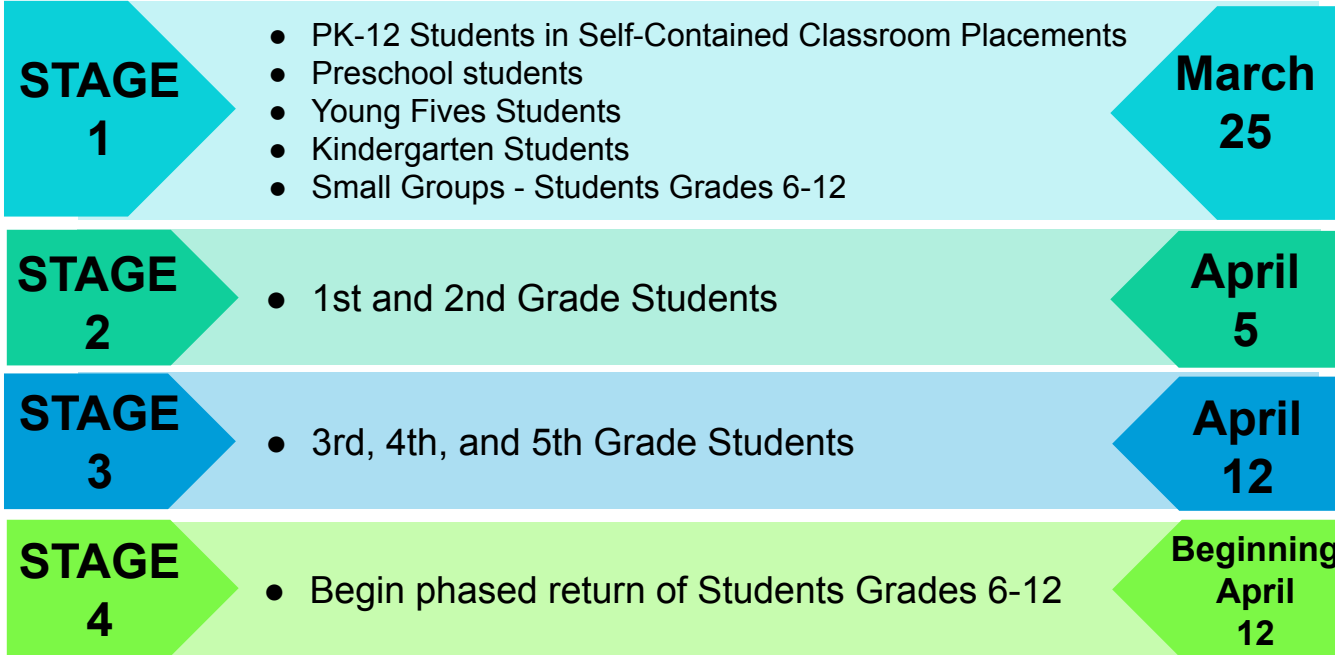 STAGE
1
● PK-12 Students in Self-Contained Classroom Placements
● Preschool students
● Young Fives Students
● Kindergarten Students
● Small Groups - Students Grades 6-12
March
25
STAGE
2
● 1st and 2nd Grade Students
April
5
STAGE
3
● 3rd, 4th, and 5th Grade Students
April
12
STAGE
4
● Begin phased return of Students Grades 6-12
Beginning
April
12